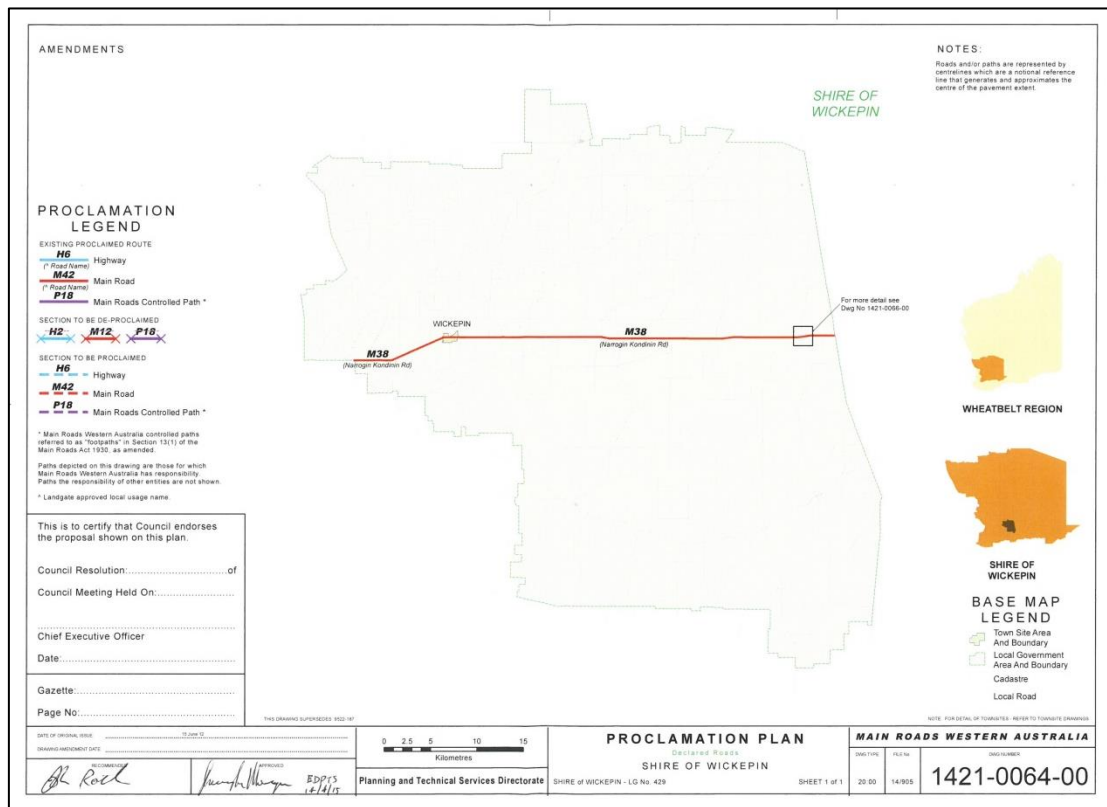 AMENDMENTS
NOTES:
Roads and/or paths are represented by
centrelines which are a notional reference
line that generates and approximates the
centre of the pavement extent.
SHIRE OF
WICKEPIN
PROCLAMATION
LEGEND
EXISTING PROCLAIMED ROUTE
H6
Highway
(^ Road Name)
M42
Main Road
(^ Road Name)
P18
Main Roads Controlled Path *
SECTION TO BE DE-PROCLAIMED
H2 M12 P18
SECTION TO BE PROCLAIMED
H6
Highway
M42
Main Road
P18
Main Roads Controlled Path *
* Main Roads Western Australia controlled paths
referred to as "footpaths" in Section 13(1) of the
Main Roads Act 1930, as amended.
Paths depicted on this drawing are those for which
Main Roads Western Australia has responsibility.
Paths the responsibility of other entities are not shown.
^ Landgate approved local usage name.
WICKEPIN
M38
(Narrogin Kondinin Rd)
M38
(Narrogin Kondinin Rd)
For more detail see
Dwg No 1421-0066-00
WHEATBELT REGION
SHIRE OF
WICKEPIN
BASE MAP
LEGEND
Town Site Area
And Boundary
Local Government
Area And Boundary
Cadastre
Local Road
This is to certify that Council endorses
the proposal shown on this plan.
Council Resolution:..............................of
Council Meeting Held On:......................
Chief Executive Officer
Date:....................................................
Gazette:................................................
Page No:..............................................
THIS DRAWING SUPERSEDES 9522-187
NOTE: FOR DETAIL OF TOWNSITES - REFER TO TOWNSITE DRAWINGS
DATE OF ORIGINAL ISSUE 15 June 12
DRAWING AMENDMENT DATE
RECOMMENDED
APPROVED
EDPTS
14/4/15
0 2.5 5 10 15
Kilometres
Planning and Technical Services Directorate
PROCLAMATION PLAN
Declared Roads
SHIRE OF WICKEPIN
SHIRE of WICKEPIN - LG No. 429
SHEET 1 of 1
MAIN ROADS WESTERN AUSTRALIA
DWG TYPE FILE No DWG NUMBER
20 00 14/905 1421-0064-00